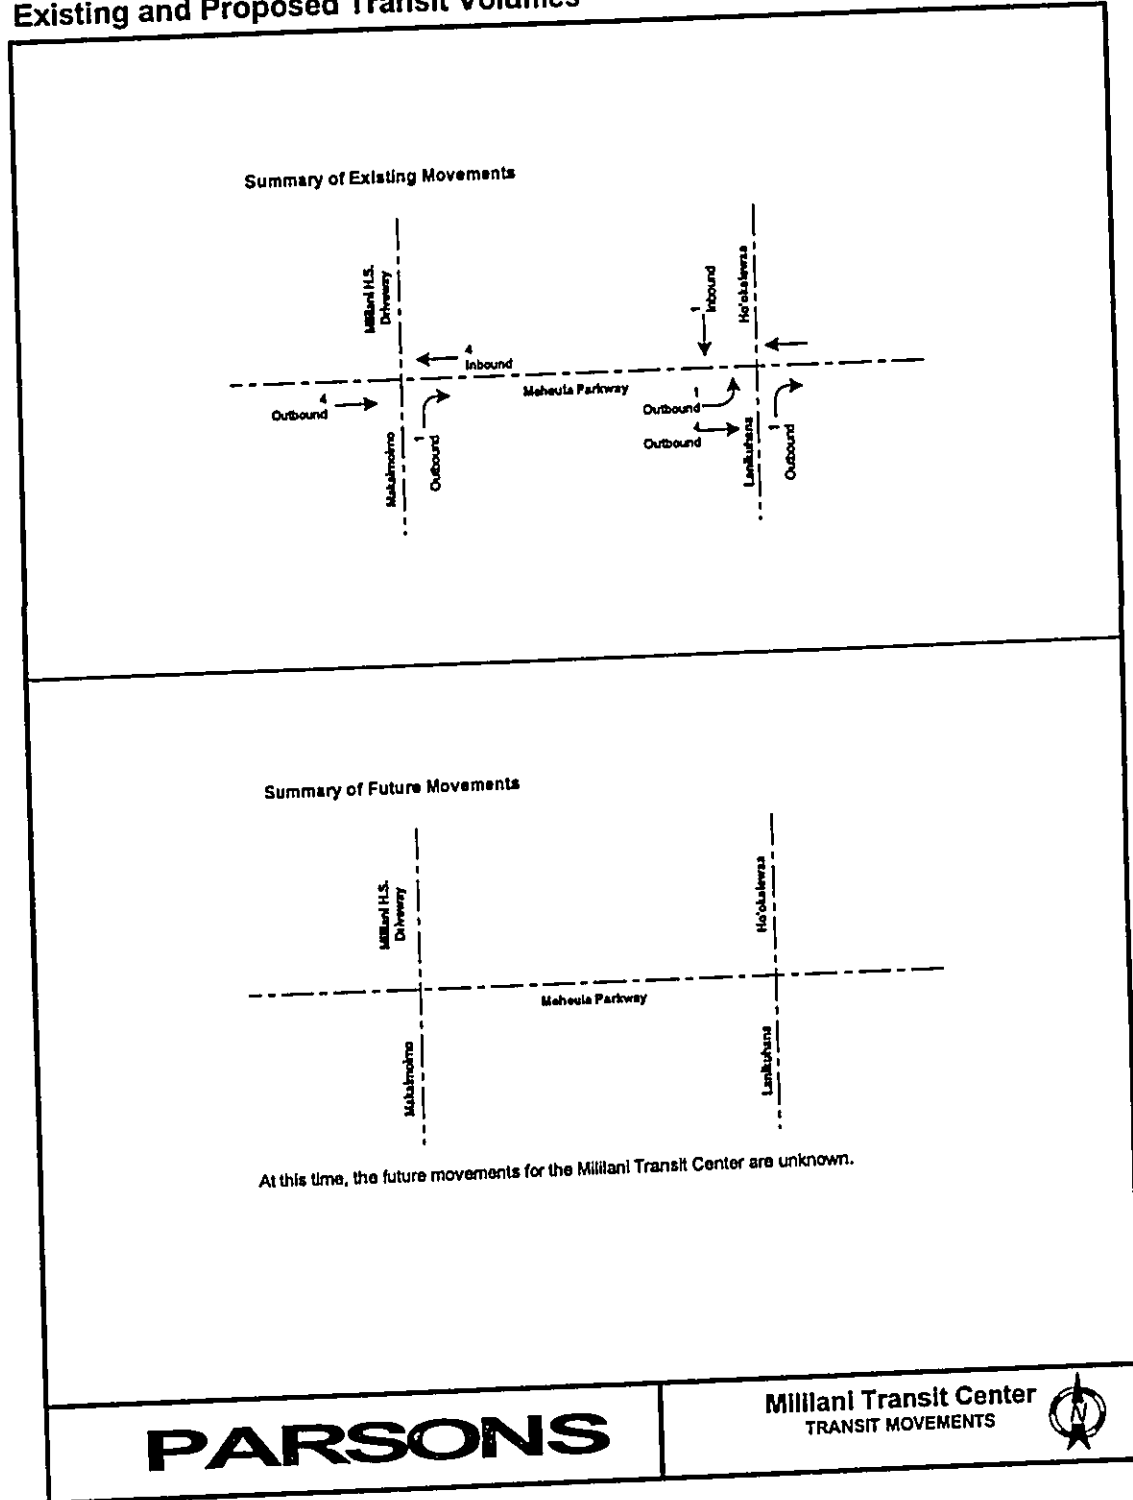 Existing and Proposed Transit Volumes
Summary of Existing Movements
Mililani H.S.
Driveway
4
Inbound
4
Outbound
Makaimoimo
1
Outbound
Meheula Parkway
1
Inbound
Ho'okelewaa
1
Outbound
4
Outbound
Lanikuhana
1
Outbound
Summary of Future Movements
Mililani H.S.
Driveway
Ho'okelewaa
Meheula Parkway
Makaimoimo
Lanikuhana
At this time, the future movements for the Mililani Transit Center are unknown.
PARSONS
Mililani Transit Center
TRANSIT MOVEMENTS
N